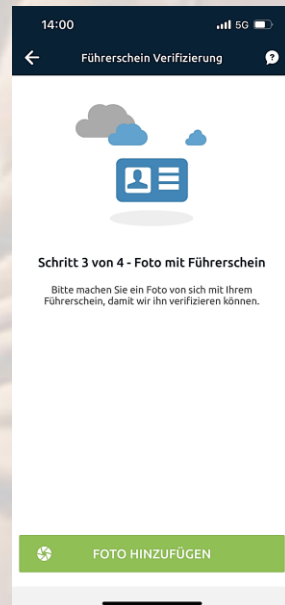 14:00
5G
Führerschein Verifizierung
?
Schritt 3 von 4 - Foto mit Führerschein
Bitte machen Sie ein Foto von sich mit Ihrem
Führerschein, damit wir ihn verifizieren können.
FOTO HINZUFÜGEN